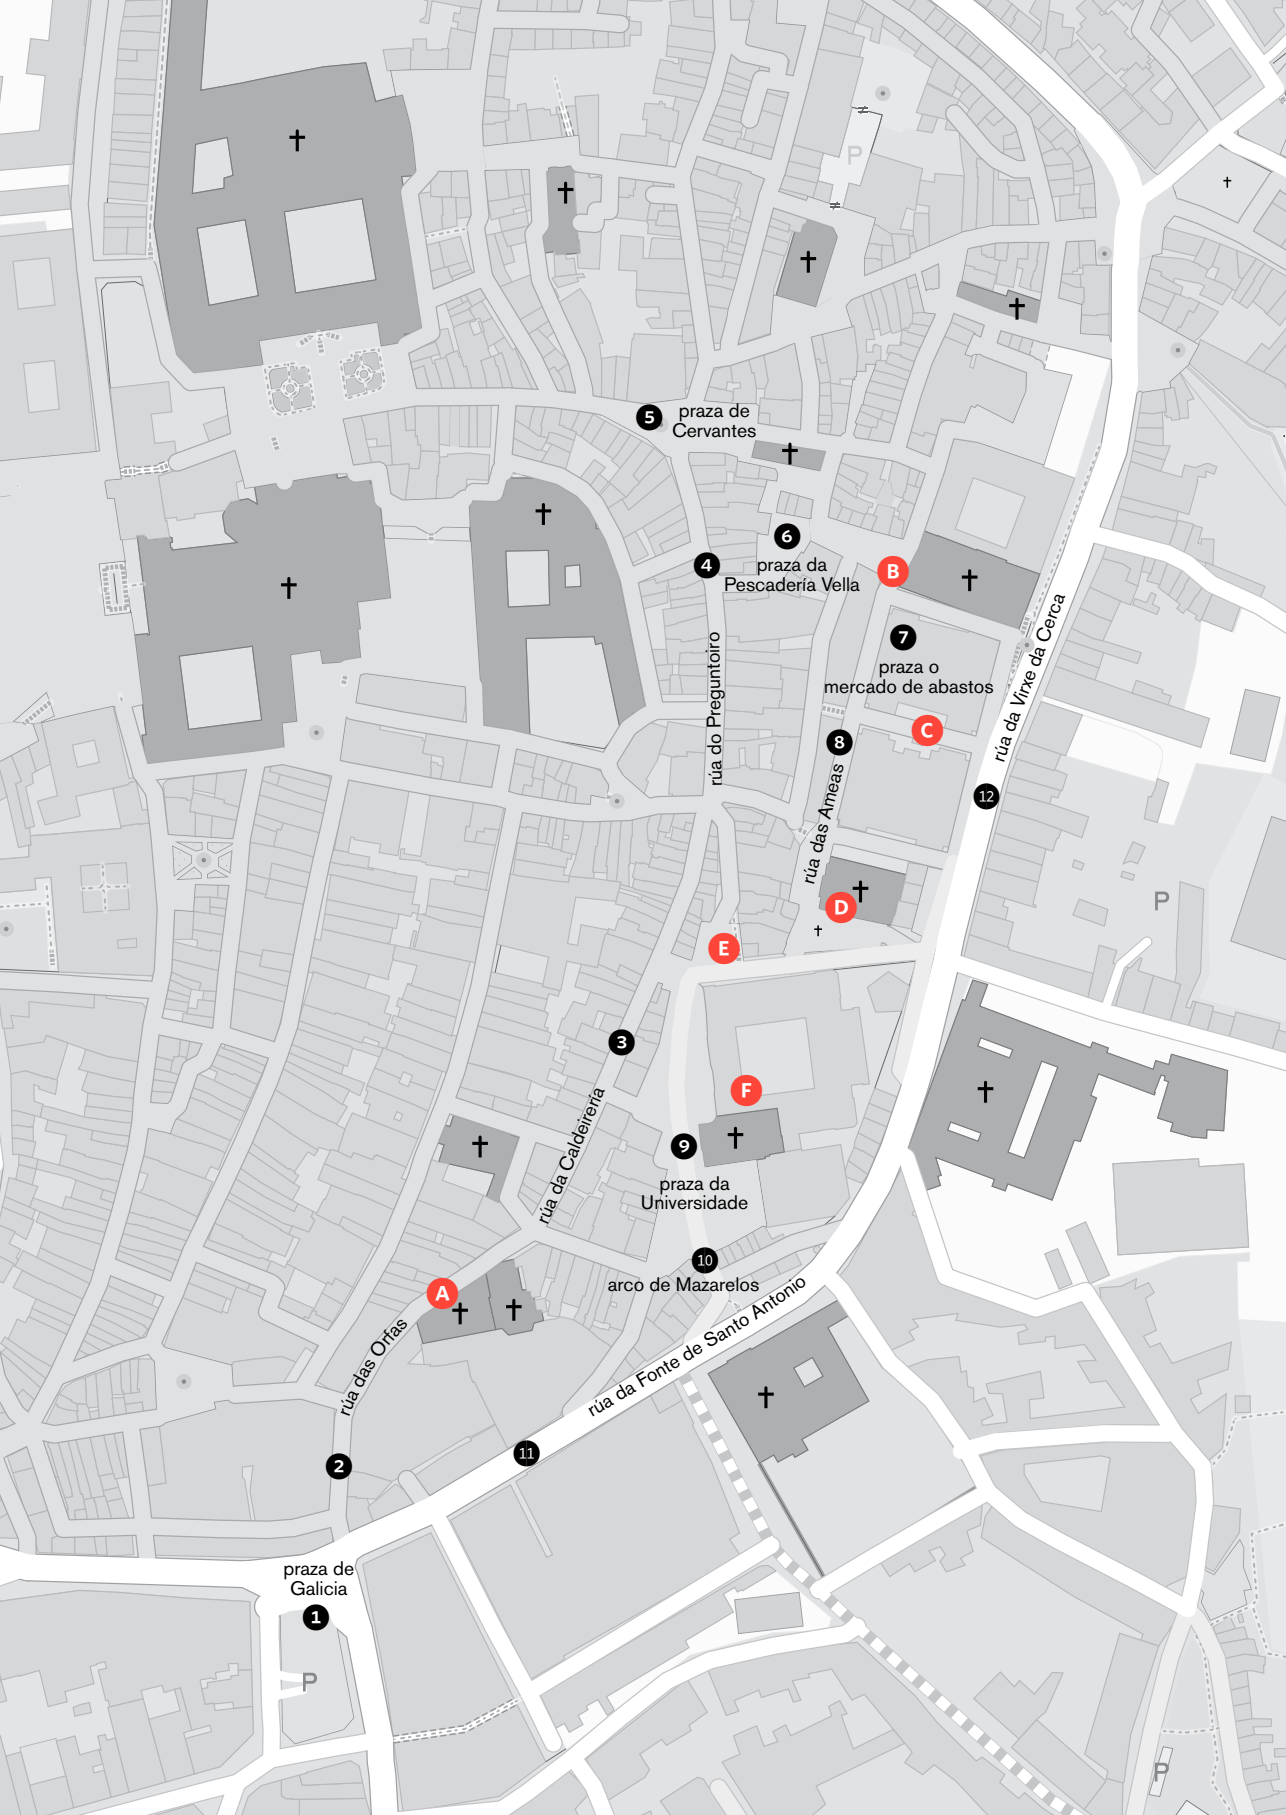 P
5
praza de
Cervantes
6
praza da
Pescadería Vella
4
B
7
praza o
mercado de abastos
C
rúa do Preguntoiro
rúa da Virxe da Cerca
8
12
rúa das Ameas
P
D
E
3
F
rúa da Caldeirería
9
praza da
Universidade
10
arco de Mazarelos
A
rúa das Orfas
rúa da Fonte de Santo Antonio
11
2
praza de
Galicia
1
P
P